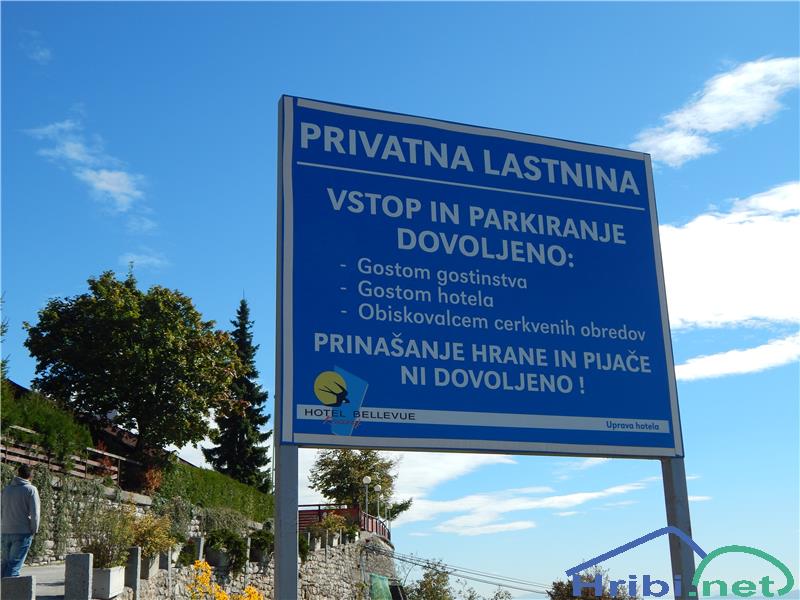 PRIVATNA LASTNINA
VSTOP IN PARKIRANJE
DOVOLJENO:
- Gostom gostinstva
- Gostom hotela
- Obiskovalcem cerkvenih obredov
PRINAŠANJE HRANE IN PIJAČE
NI DOVOLJENO !
HOTEL BELLEVUE
Uprava hotela
Hribi.net